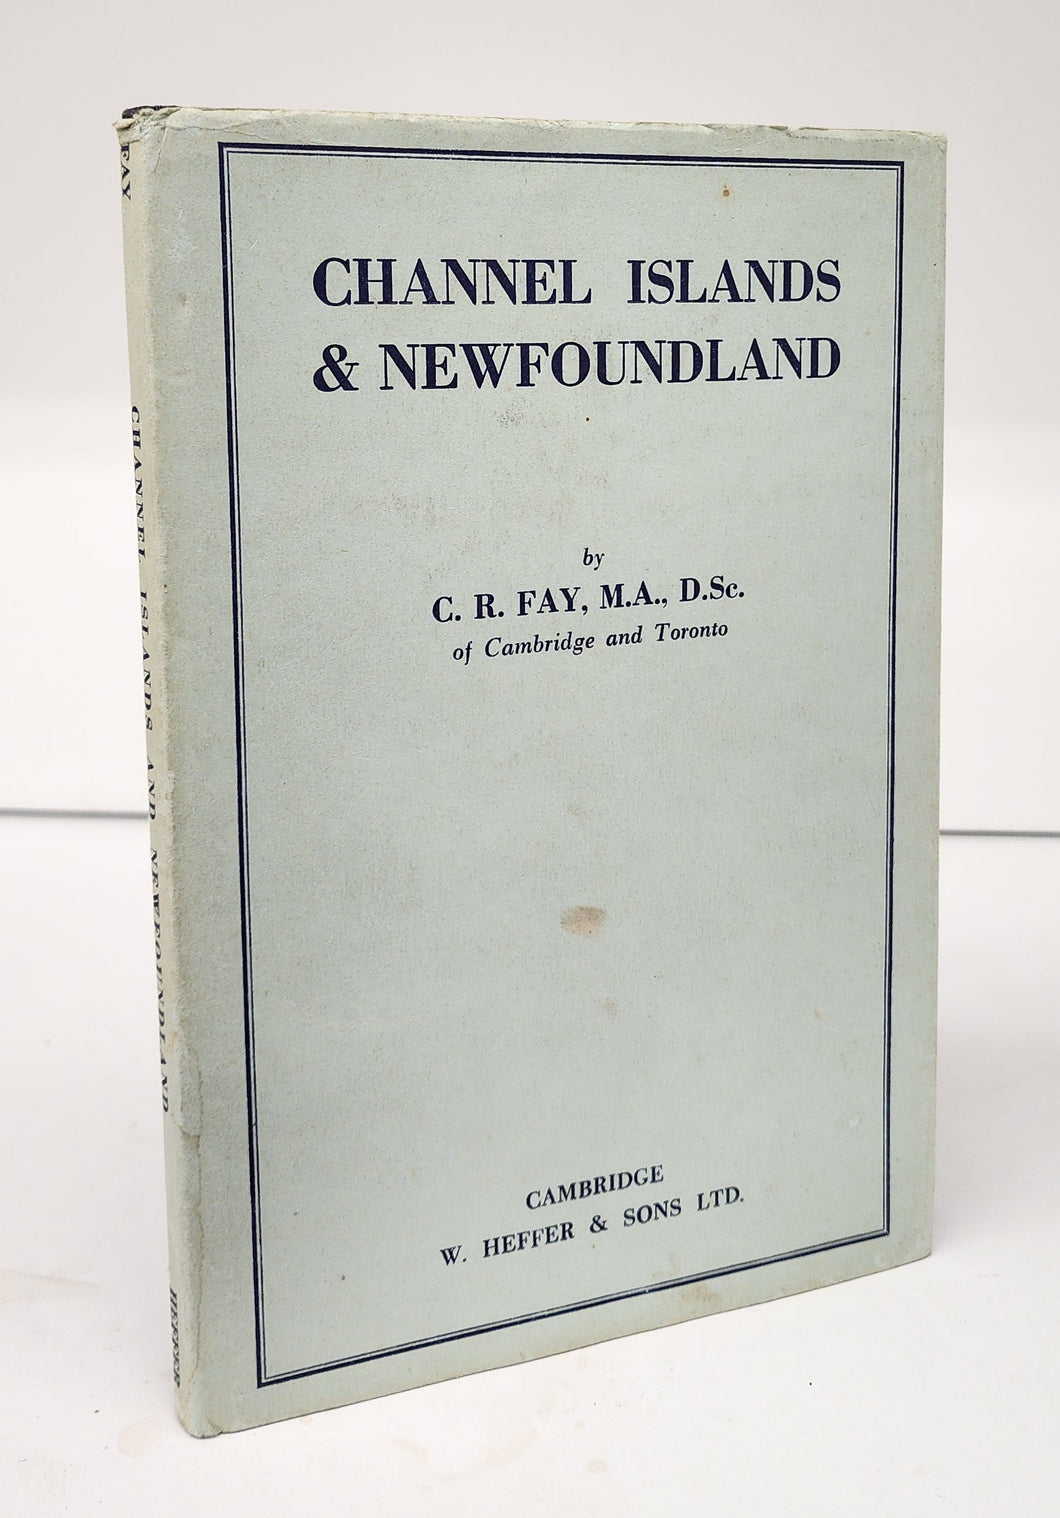 CHANNEL ISLANDS
& NEWFOUNDLAND
by
C. R. FAY, M.A., D.Sc.
of Cambridge and Toronto
CAMBRIDGE
W. HEFFER & SONS LTD.
FAY
CHANNEL ISLANDS AND NEWFOUNDLAND
HEFFER